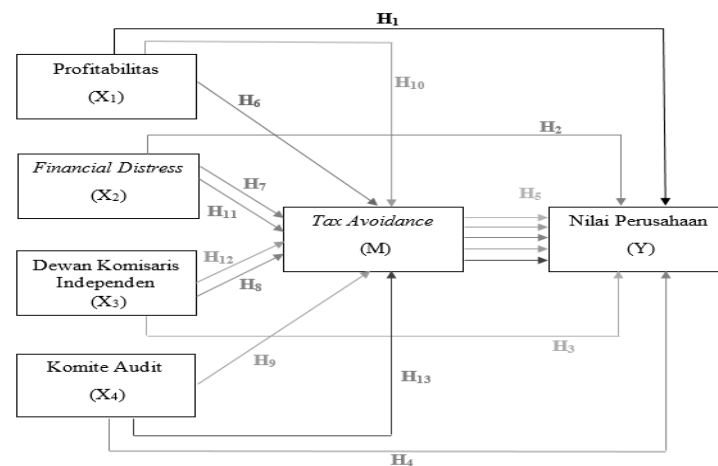 H₁
Profitabilitas
(X₁)
H₁₀
H₆
H₂
Financial Distress
(X₂)
H₇
H₁₁
Tax Avoidance
(M)
H₅
Nilai Perusahaan
(Y)
Dewan Komisaris
Independen
(X₃)
H₁₂
H₈
H₃
Komite Audit
(X₄)
H₉
H₁₃
H₄